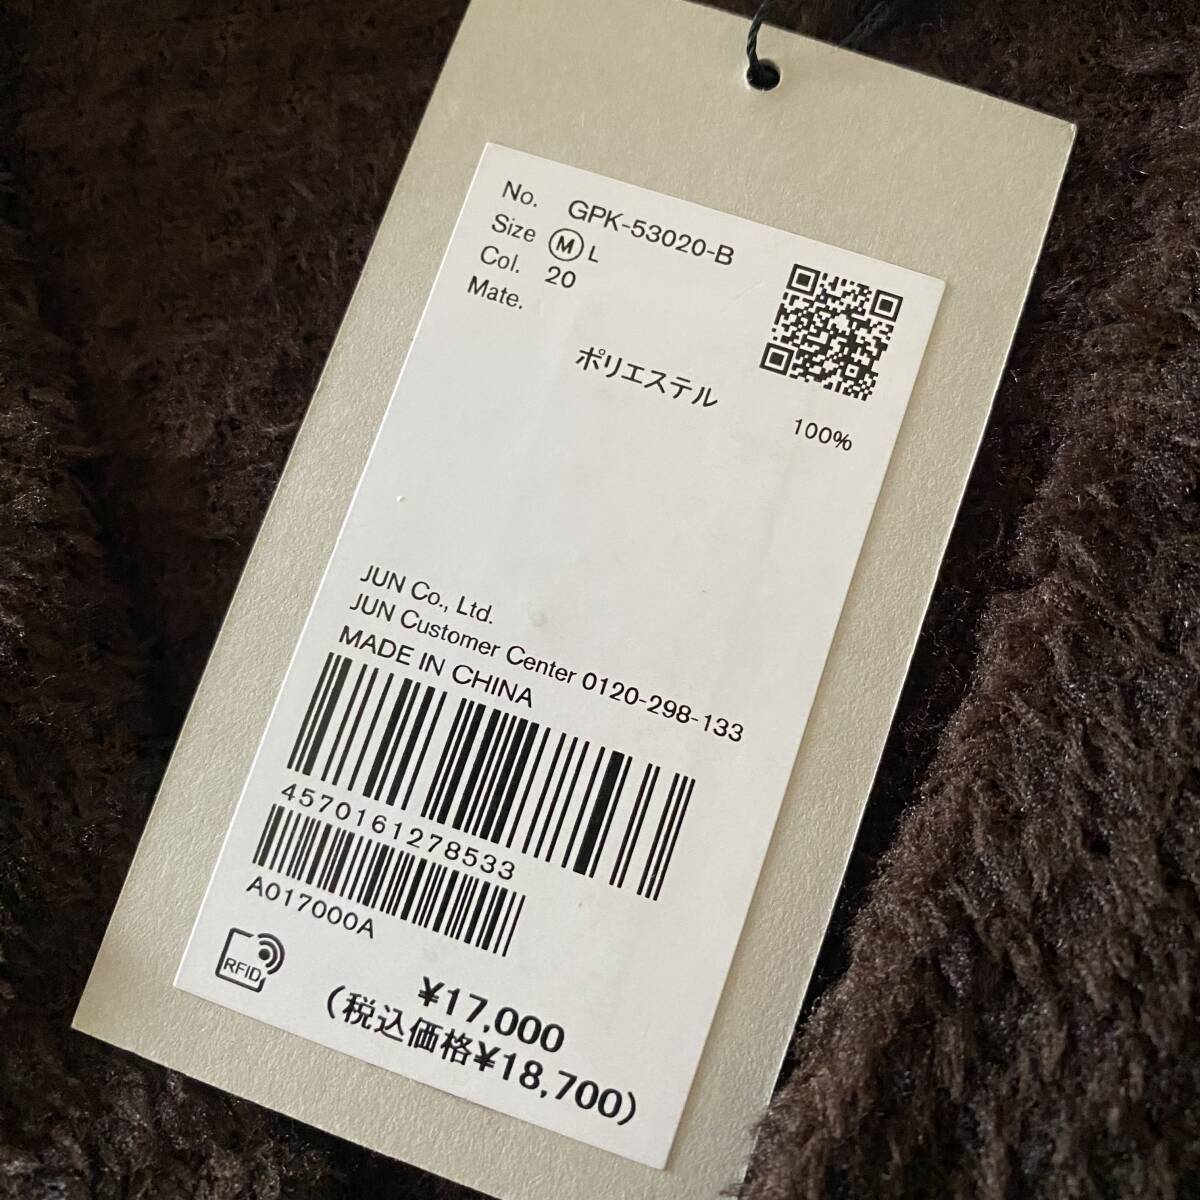 No. GPK-53020-B
Size Ⓜ L
Col. 20
Mate.
ポリエステル 100%
JUN Co., Ltd.
JUN Customer Center 0120-298-133
MADE IN CHINA
4570161278533
A017000A
RFID
¥17,000
(税込価格¥18,700)